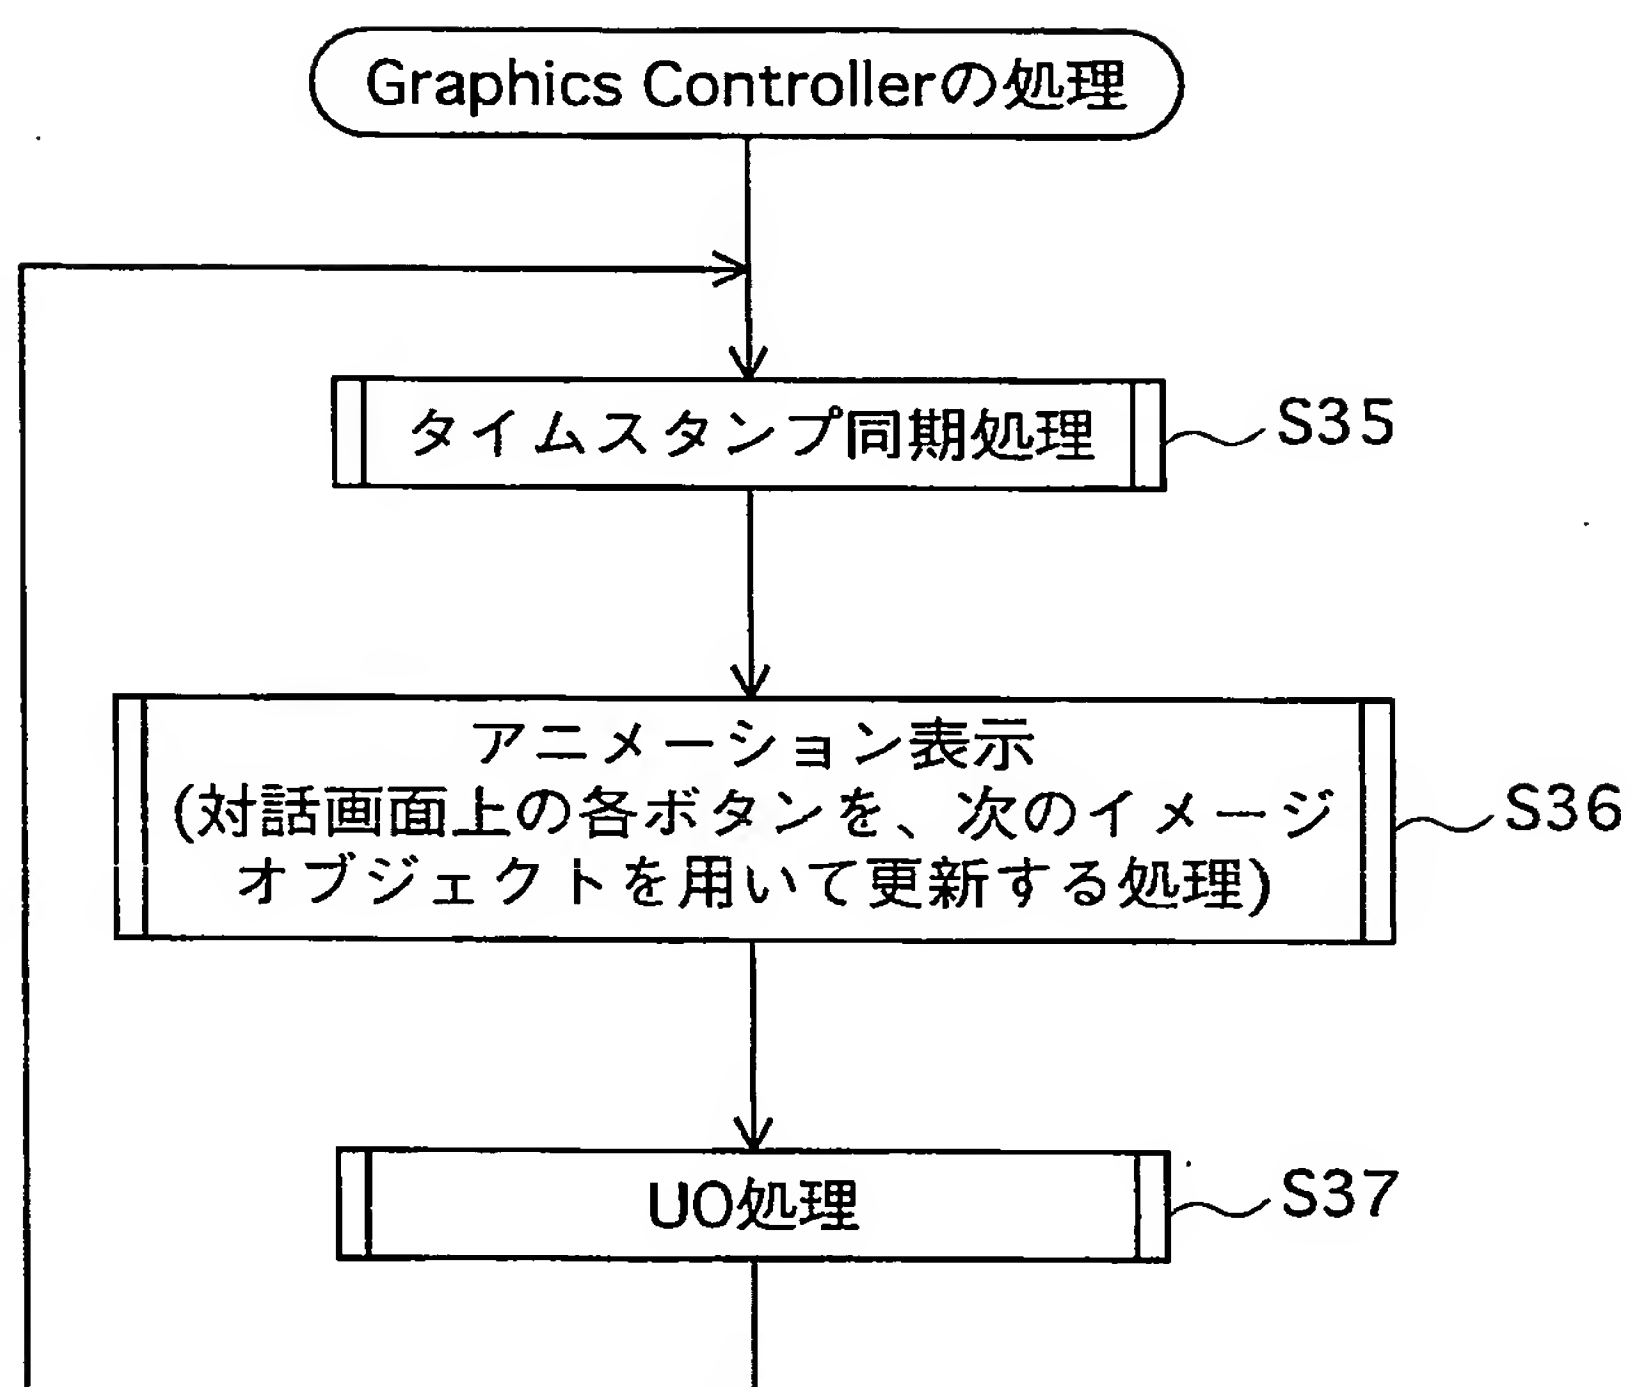 Graphics Controllerの処理
タイムスタンプ同期処理
S35
アニメーション表示
(対話画面上の各ボタンを、次のイメージ
オブジェクトを用いて更新する処理)
S36
UO処理
S37